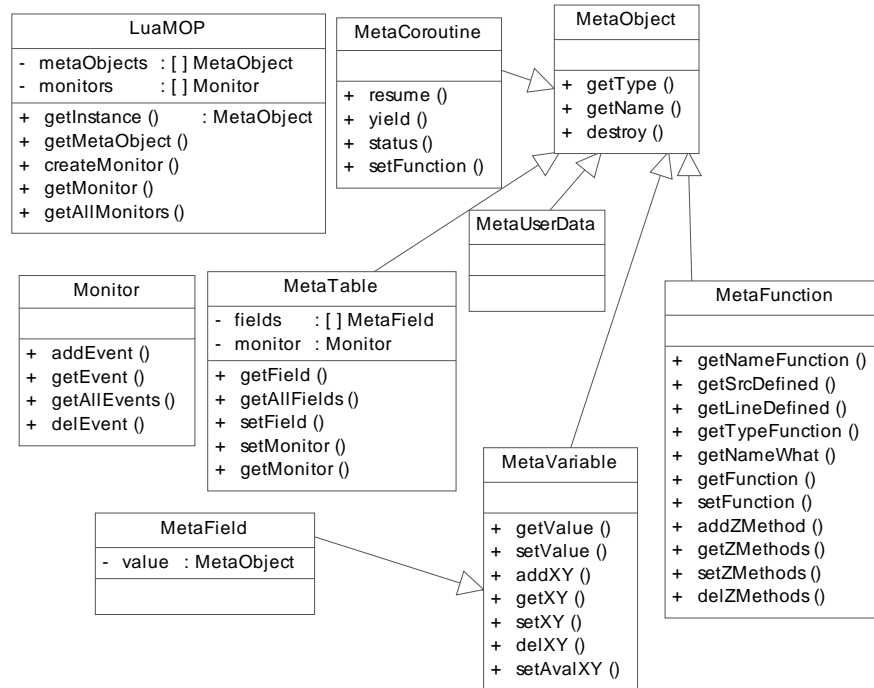 LuaMOP
- metaObjects : [ ] MetaObject
- monitors : [ ] Monitor
+ getInstance () : MetaObject
+ getMetaObject ()
+ createMonitor ()
+ getMonitor ()
+ getAllMonitors ()
MetaCoroutine
+ resume ()
+ yield ()
+ status ()
+ setFunction ()
MetaObject
+ getType ()
+ getName ()
+ destroy ()
MetaUserData
Monitor
+ addEvent ()
+ getEvent ()
+ getAllEvents ()
+ delEvent ()
MetaTable
- fields : [ ] MetaField
- monitor : Monitor
+ getField ()
+ getAllFields ()
+ setField ()
+ setMonitor ()
+ getMonitor ()
MetaFunction
+ getNameFunction ()
+ getSrcDefined ()
+ getLineDefined ()
+ getTypeFunction ()
+ getNameWhat ()
+ getFunction ()
+ setFunction ()
+ addZMethod ()
+ getZMethods ()
+ setZMethods ()
+ delZMethods ()
MetaVariable
+ getValue ()
+ setValue ()
+ addXY ()
+ getXY ()
+ setXY ()
+ delXY ()
+ setAvalXY ()
MetaField
- value : MetaObject